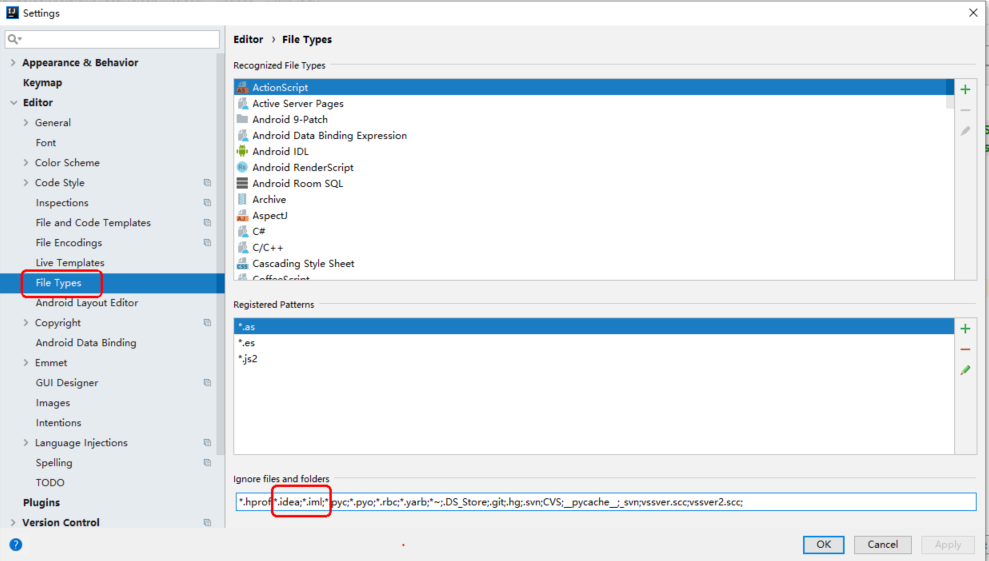 Settings
Appearance & Behavior
Keymap
Editor
General
Font
Color Scheme
Code Style
Inspections
File and Code Templates
File Encodings
Live Templates
File Types
Android Layout Editor
Copyright
Android Data Binding
Emmet
GUI Designer
Images
Intentions
Language Injections
Spelling
TODO
Plugins
Version Control
Editor › File Types
Recognized File Types
ActionScript
Active Server Pages
Android 9-Patch
Android Data Binding Expression
Android IDL
Android RenderScript
Android Room SQL
Archive
AspectJ
C#
C/C++
Cascading Style Sheet
CoffeeScript
Registered Patterns
*.as
*.es
*.js2
Ignore files and folders
*.hprof;*.idea;*.iml;*.pyc;*.pyo;*.rbc;*.yarb;*~;.DS_Store;.git;.hg;.svn;CVS;__pycache__;_svn;vssver.scc;vssver2.scc;
?
OK
Cancel
Apply